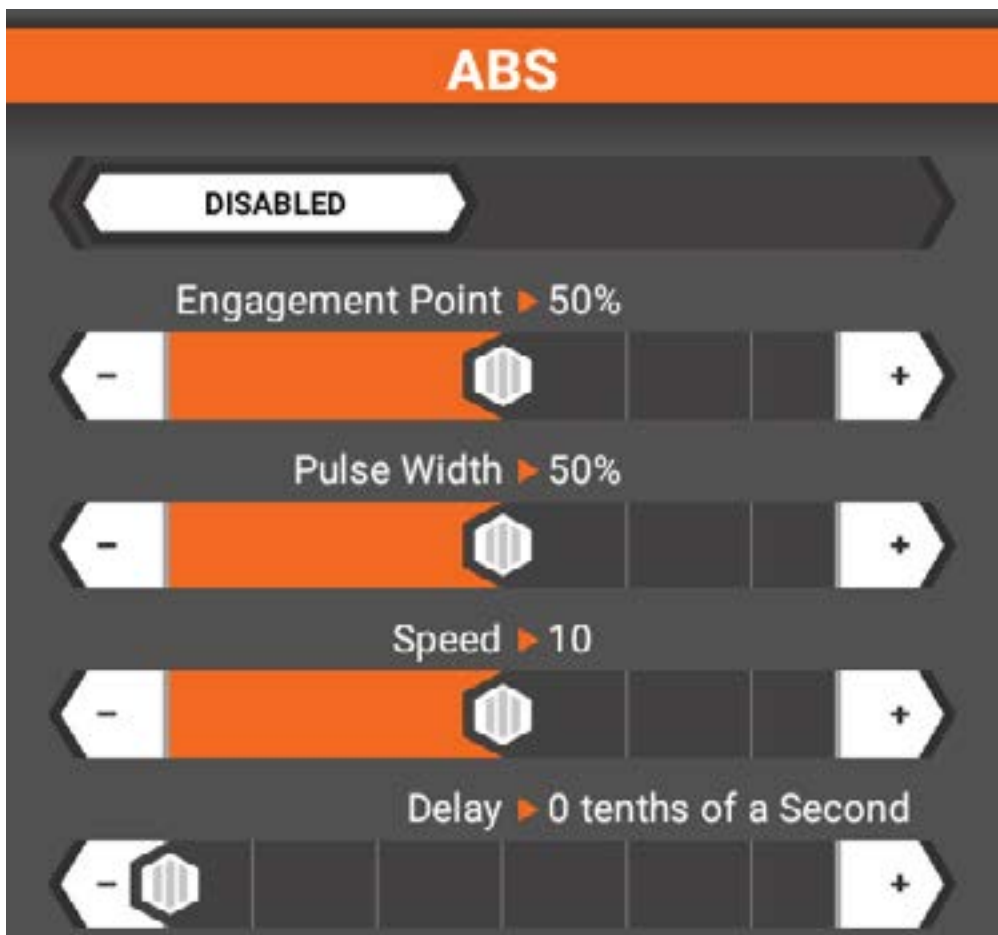 ABS
DISABLED
Engagement Point ▶ 50%
- +
Pulse Width ▶ 50%
- +
Speed ▶ 10
- +
Delay ▶ 0 tenths of a Second
- +